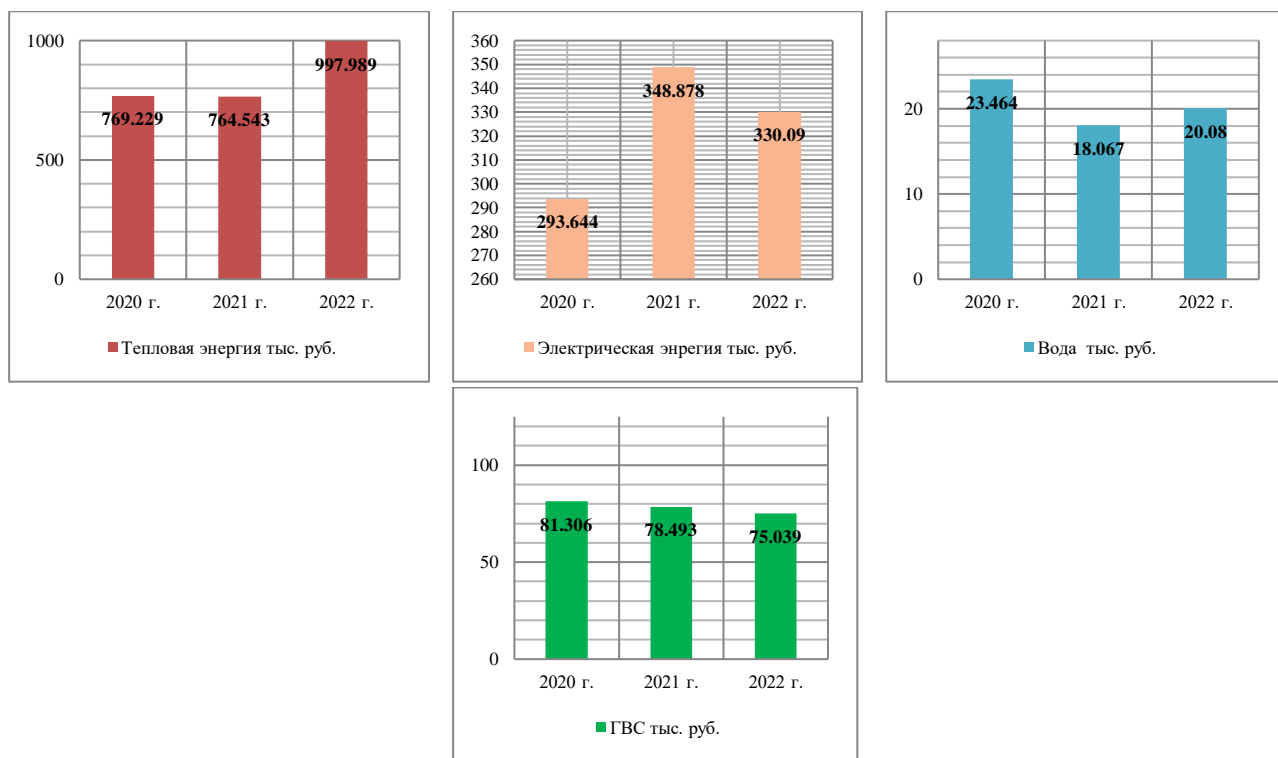 1000
500
0
997.989
769.229
764.543
2020 г.
2021 г.
2022 г.
Тепловая энергия тыс. руб.
360
350
340
330
320
310
300
290
280
270
260
348.878
330.09
293.644
2020 г.
2021 г.
2022 г.
Электрическая энрегия тыс. руб.
20
10
0
23.464
18.067
20.08
2020 г.
2021 г.
2022 г.
Вода тыс. руб.
100
50
0
81.306
78.493
75.039
2020 г.
2021 г.
2022 г.
ГВС тыс. руб.